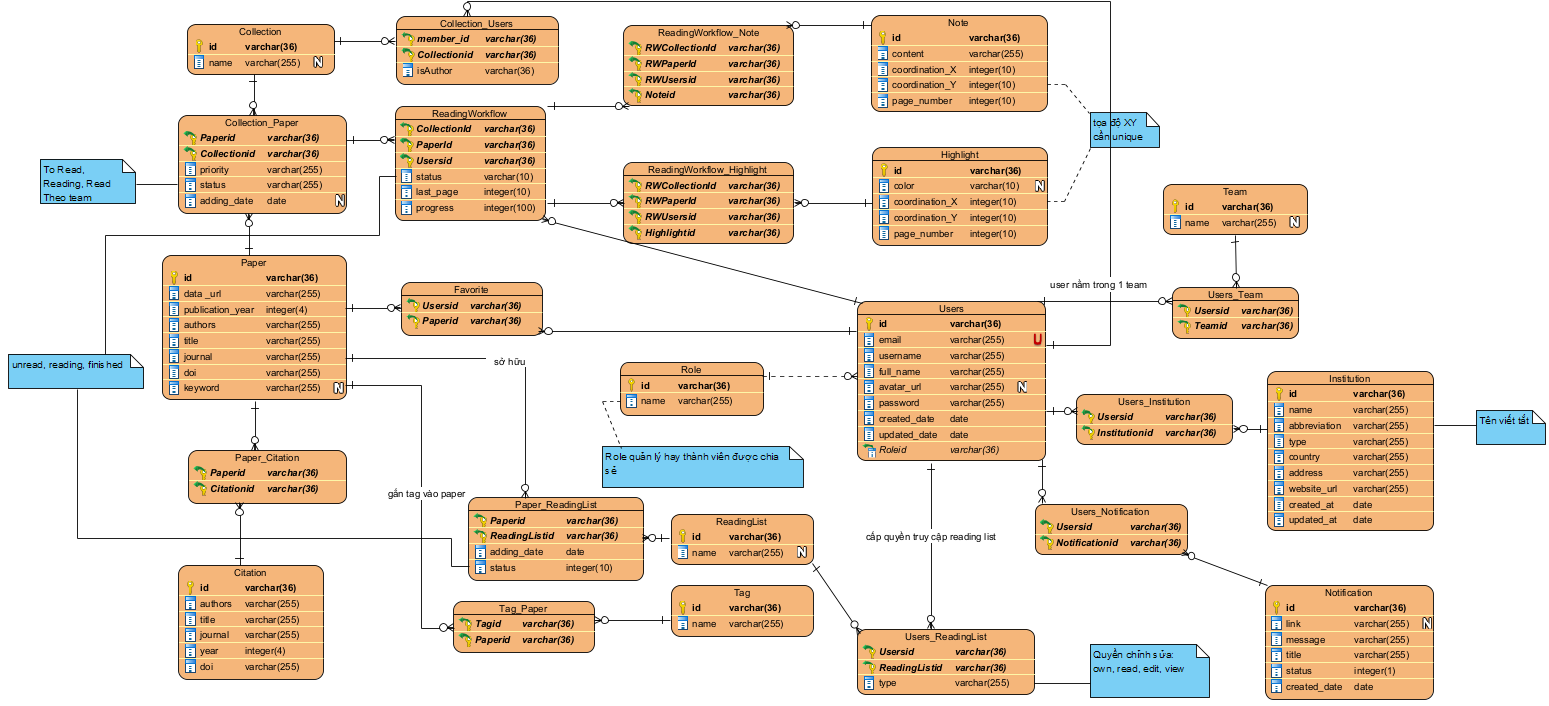 Collection
id varchar(36)
name varchar(255) N
Collection_Users
member_id varchar(36)
Collectionid varchar(36)
isAuthor varchar(36)
ReadingWorkflow_Note
RWCollectionId varchar(36)
RWPaperId varchar(36)
RWUsersid varchar(36)
Noteid varchar(36)
Note
id varchar(36)
content varchar(255)
coordination_X integer(10)
coordination_Y integer(10)
page_number integer(10)
tọa độ XY
cần unique
Collection_Paper
Paperid varchar(36)
Collectionid varchar(36)
priority varchar(255)
status varchar(255)
adding_date date N
To Read,
Reading, Read
Theo team
ReadingWorkflow
CollectionId varchar(36)
PaperId varchar(36)
Usersid varchar(36)
status varchar(10)
last_page integer(10)
progress integer(100)
ReadingWorkflow_Highlight
RWCollectionId varchar(36)
RWPaperId varchar(36)
RWUsersid varchar(36)
Highlightid varchar(36)
Highlight
id varchar(36)
color varchar(10) N
coordination_X integer(10)
coordination_Y integer(10)
page_number integer(10)
Team
id varchar(36)
name varchar(255) N
user nằm trong 1 team
Users_Team
Usersid varchar(36)
Teamid varchar(36)
Paper
id varchar(36)
data _url varchar(255)
publication_year integer(4)
authors varchar(255)
title varchar(255)
journal varchar(255)
doi varchar(255)
keyword varchar(255) N
unread, reading, finished
Favorite
Usersid varchar(36)
Paperid varchar(36)
sở hữu
Users
id varchar(36)
email varchar(255) U
username varchar(255)
full_name varchar(255)
avatar_url varchar(255) N
password varchar(255)
created_date date
updated_date date
Roleid varchar(36)
Role
id varchar(36)
name varchar(255)
Role quản lý hay thành viên được chia
sẻ
Users_Institution
Usersid varchar(36)
Institutionid varchar(36)
Institution
id varchar(36)
name varchar(255)
abbreviation varchar(255)
type varchar(255)
country varchar(255)
address varchar(255)
website_url varchar(255)
created_at date
updated_at date
Tên viết tắt
Paper_Citation
Paperid varchar(36)
Citationid varchar(36)
gắn tag vào paper
Paper_ReadingList
Paperid varchar(36)
ReadingListid varchar(36)
adding_date date
status integer(10)
ReadingList
id varchar(36)
name varchar(255) N
cấp quyền truy cập reading list
Users_Notification
Usersid varchar(36)
Notificationid varchar(36)
Citation
id varchar(36)
authors varchar(255)
title varchar(255)
journal varchar(255)
year integer(4)
doi varchar(255)
Tag_Paper
Tagid varchar(36)
Paperid varchar(36)
Tag
id varchar(36)
name varchar(255)
Users_ReadingList
Usersid varchar(36)
ReadingListid varchar(36)
type varchar(255)
Quyền chỉnh sửa:
own, read, edit, view
Notification
id varchar(36)
link varchar(255) N
message varchar(255)
title varchar(255)
status integer(1)
created_date date